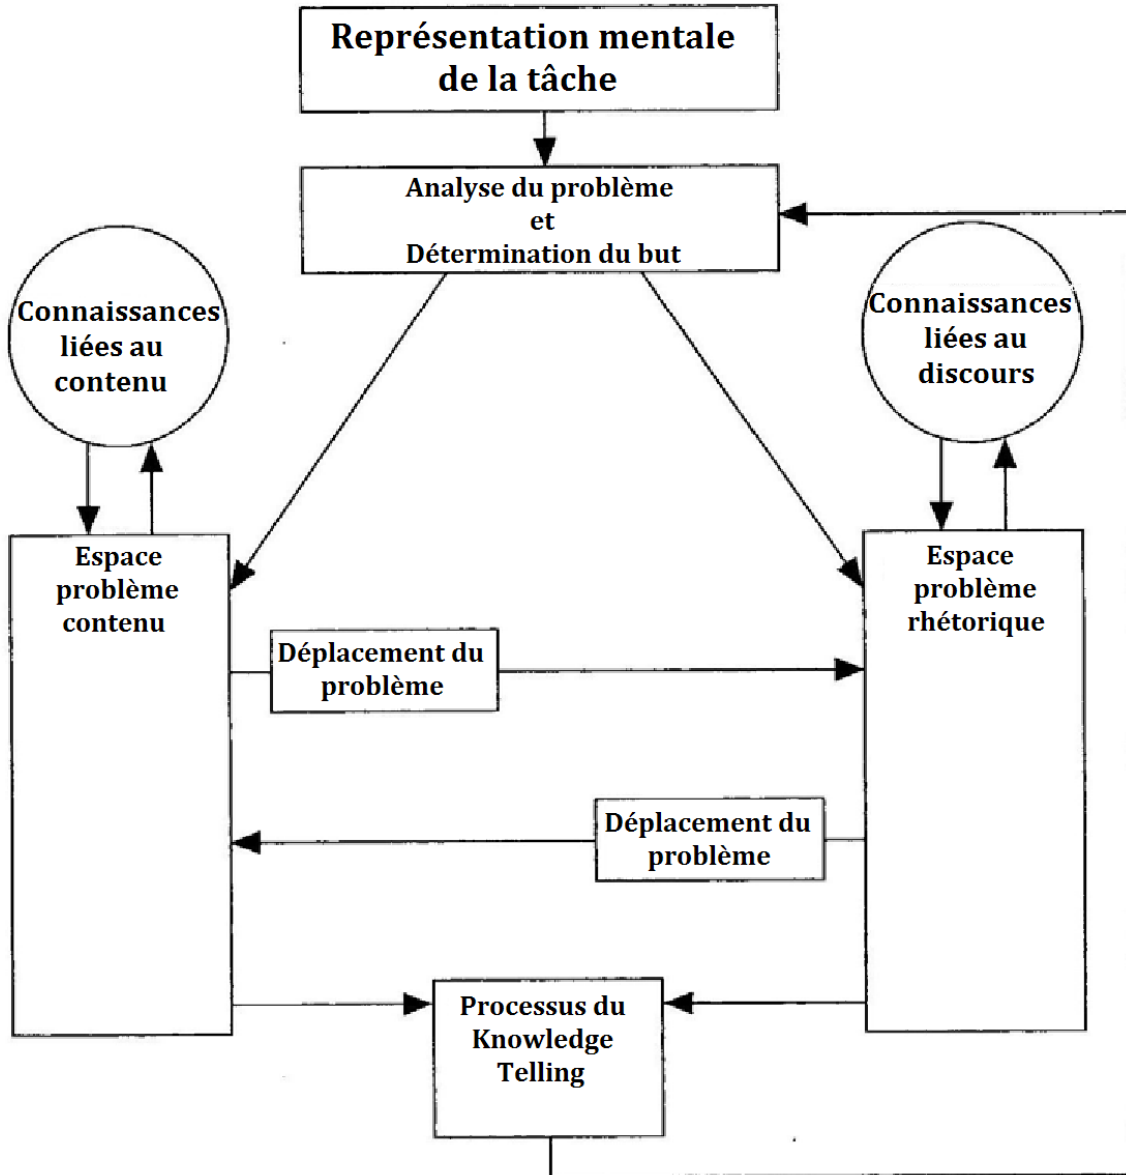 Représentation mentale
de la tâche
Analyse du problème
et
Détermination du but
Connaissances
liées au
contenu
Connaissances
liées au
discours
Espace
problème
contenu
Espace
problème
rhétorique
Déplacement du
problème
Déplacement du
problème
Processus du
Knowledge
Telling